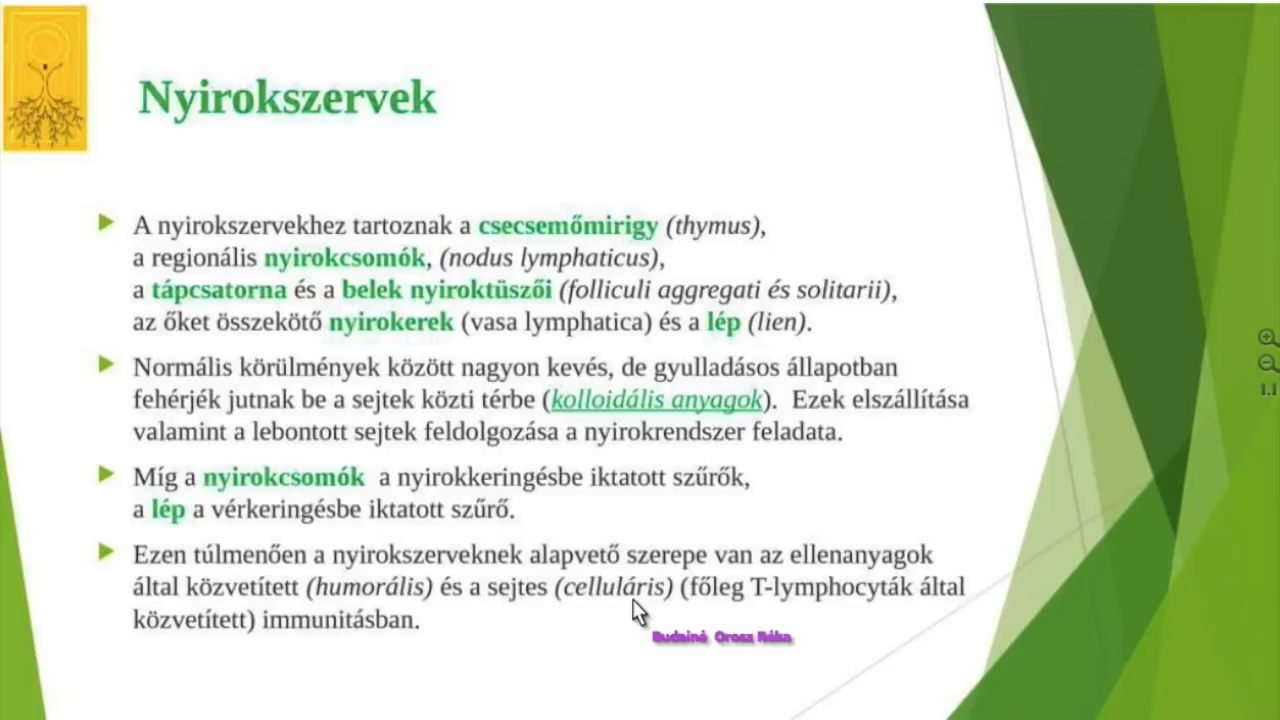 Nyirokszervek
A nyirokszervekhez tartoznak a csecsemőmirigy (thymus),
a regionális nyirokcsomók, (nodus lymphaticus),
a tápcsatorna és a belek nyiroktüszői (folliculi aggregati és solitarii),
az őket összekötő nyirokerek (vasa lymphatica) és a lép (lien).
Normális körülmények között nagyon kevés, de gyulladásos állapotban
fehérjék jutnak be a sejtek közti térbe (kolloidális anyagok). Ezek elszállítása
valamint a lebontott sejtek feldolgozása a nyirokrendszer feladata.
Míg a nyirokcsomók a nyirokkeringésbe iktatott szűrők,
a lép a vérkeringésbe iktatott szűrő.
Ezen túlmenően a nyirokszerveknek alapvető szerepe van az ellenanyagok
által közvetített (humorális) és a sejtes (celluláris) (főleg T-lymphocyták által
közvetített) immunitásban.
Budainé Orosz Réka
1:1